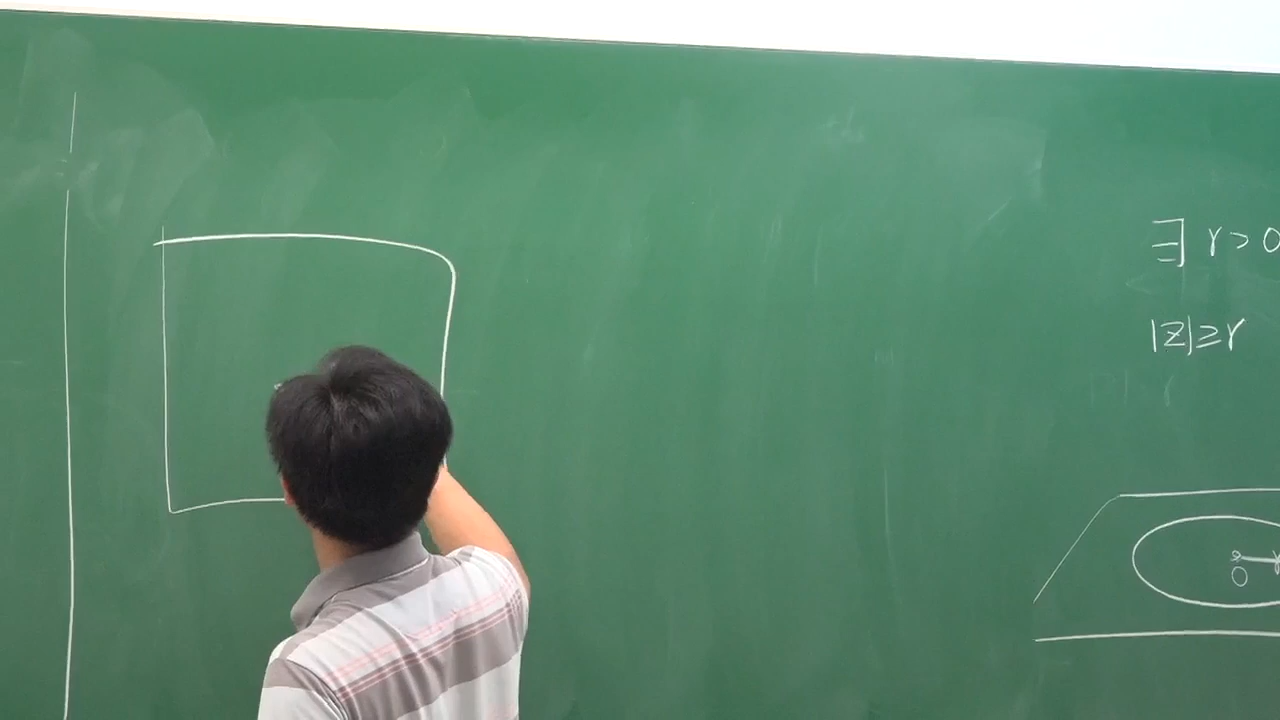 ∃ r > 0
|z| ≥ r
0